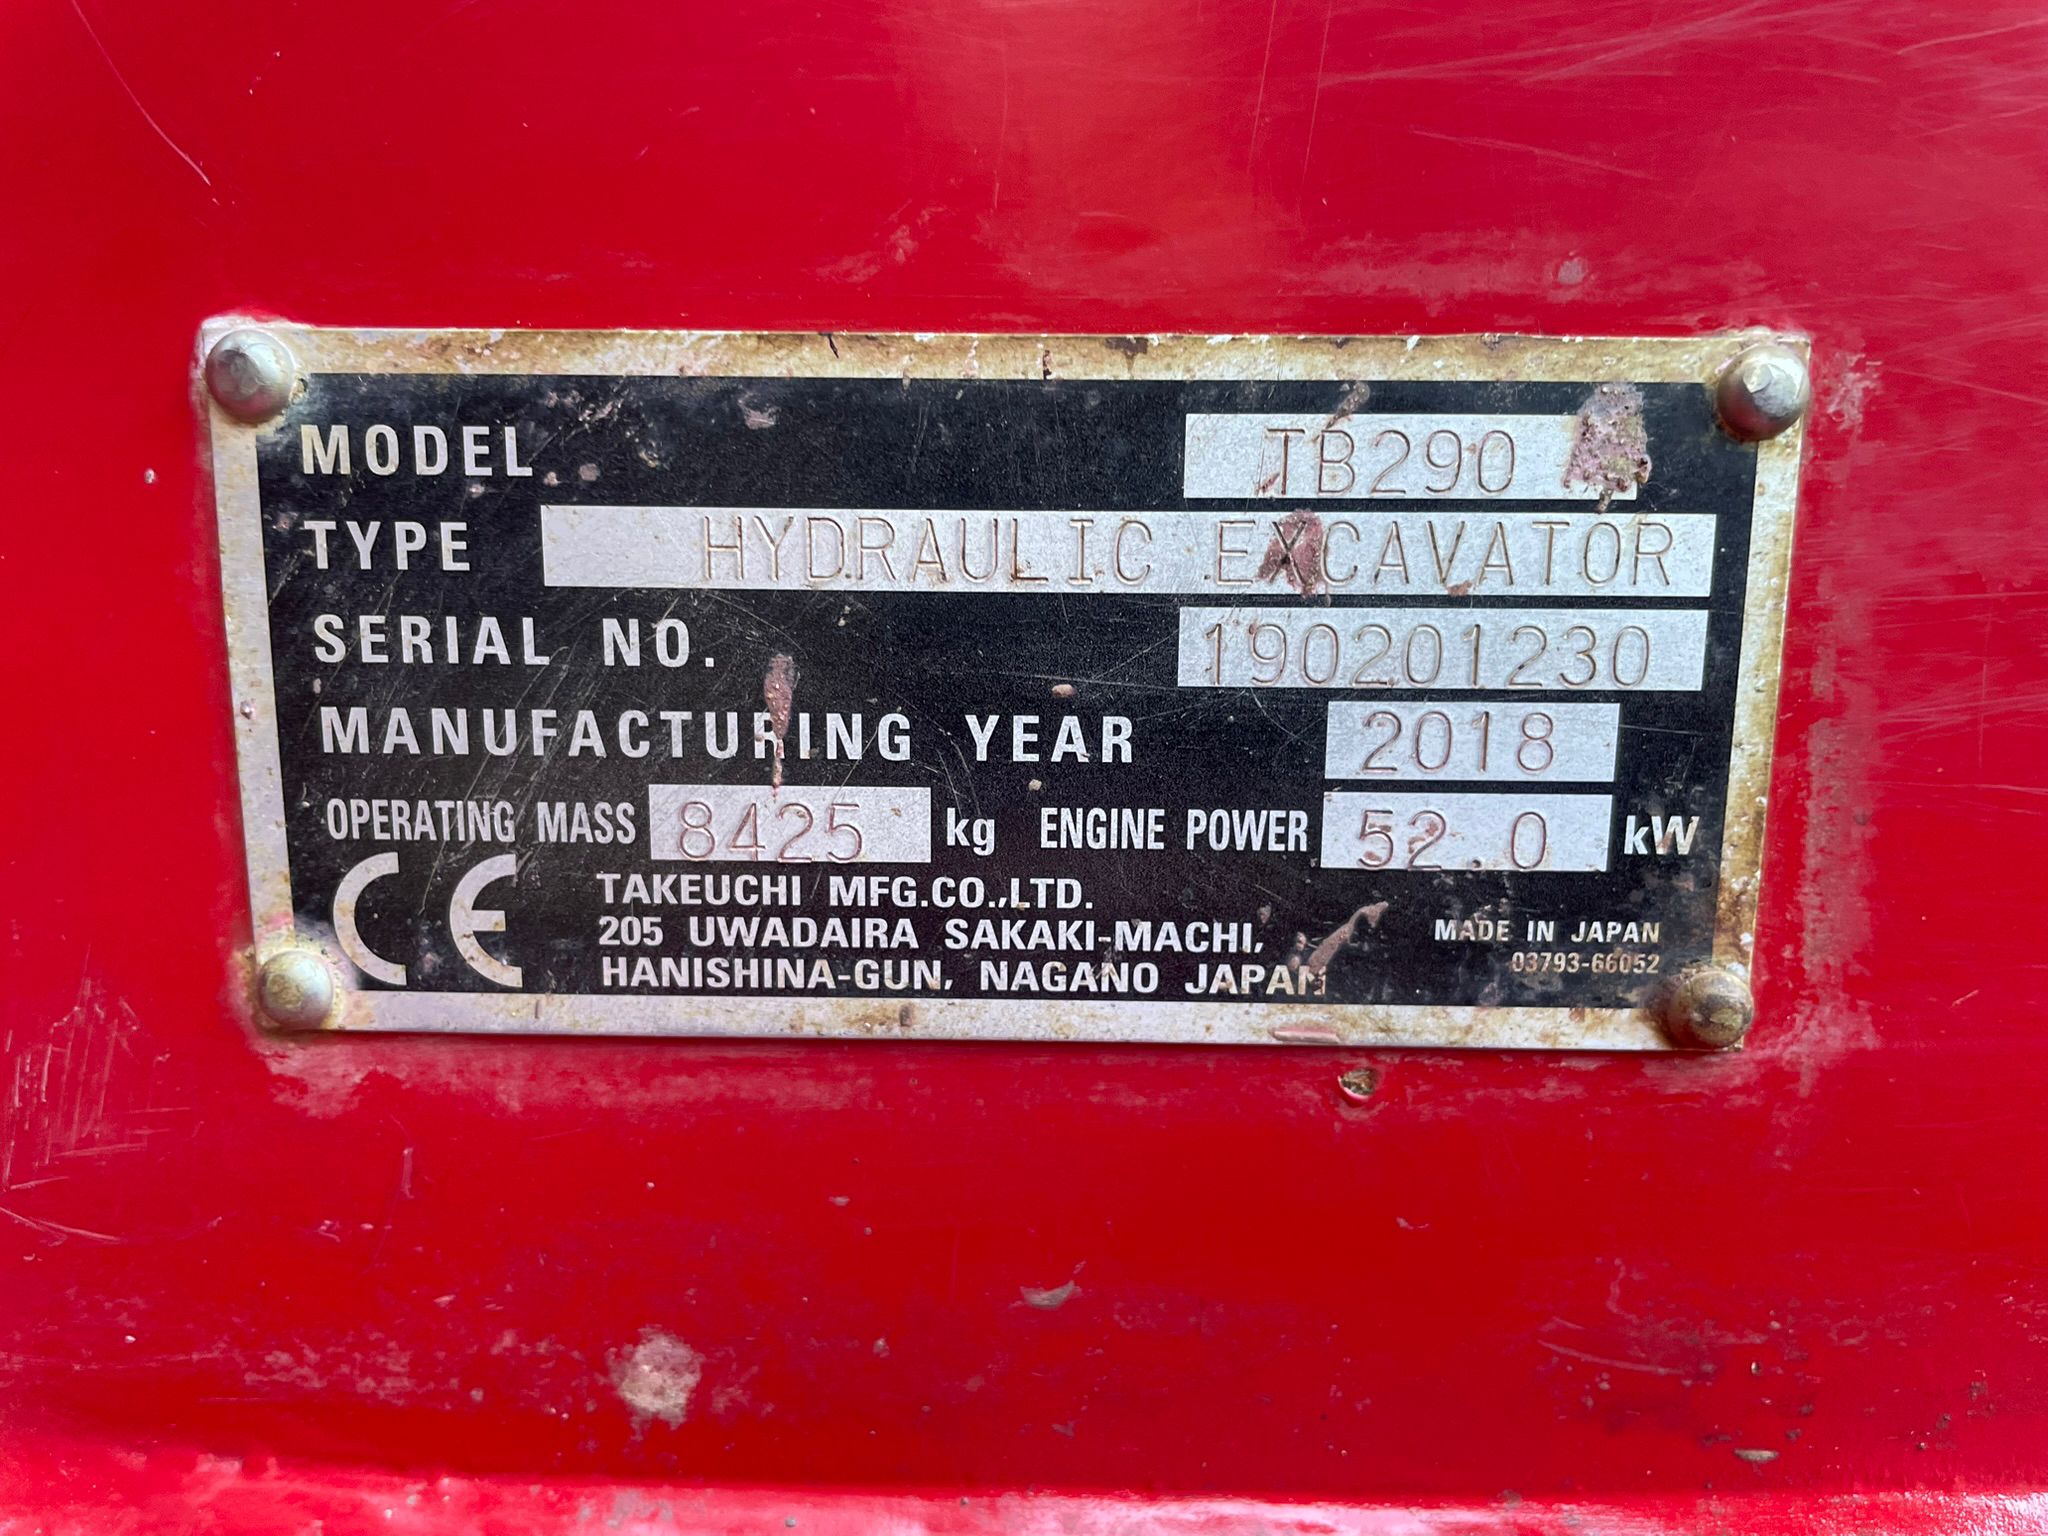 MODEL TB290
TYPE HYDRAULIC EXCAVATOR
SERIAL NO. 190201230
MANUFACTURING YEAR 2018
OPERATING MASS 8425 kg ENGINE POWER 52.0 kW
CE
TAKEUCHI MFG.CO.,LTD.
205 UWADAIRA SAKAKI-MACHI,
HANISHINA-GUN, NAGANO JAPAN
MADE IN JAPAN
03793-66052